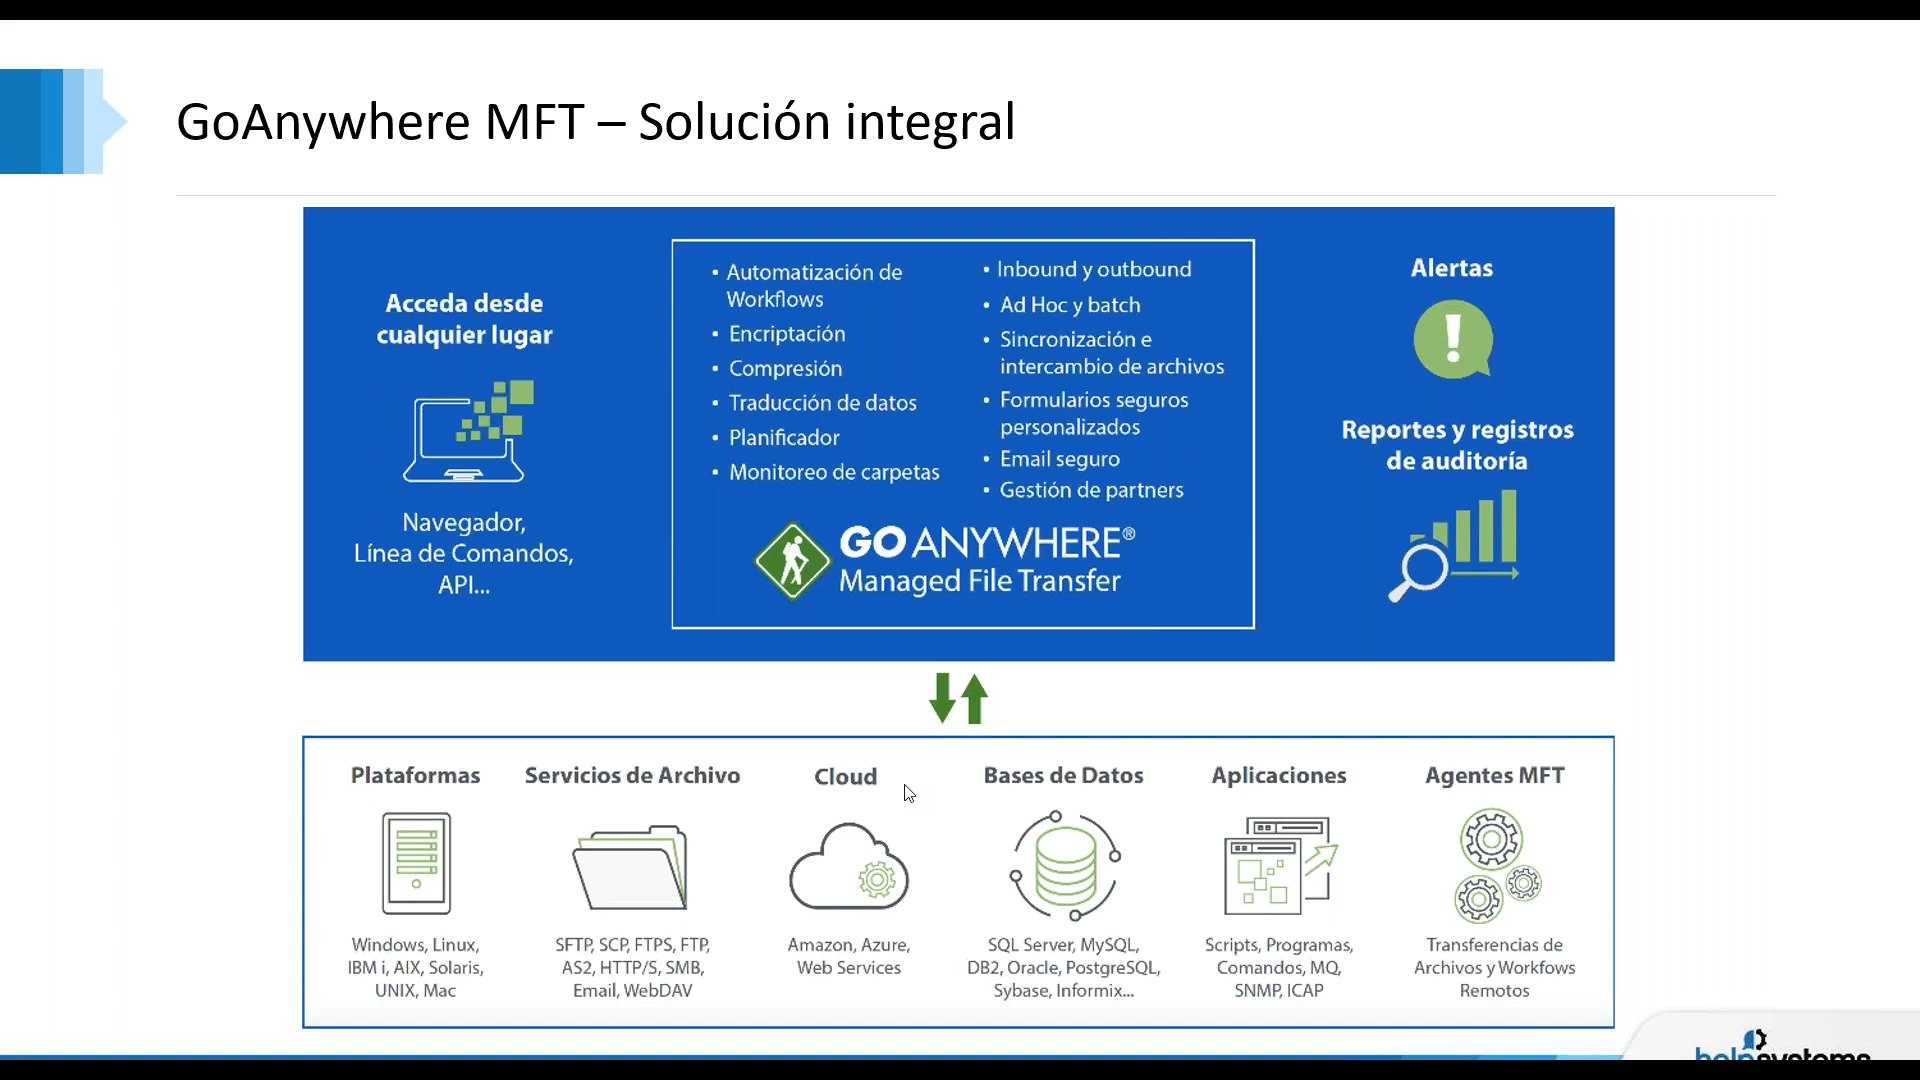 GoAnywhere MFT – Solución integral
Acceda desde
cualquier lugar
Navegador,
Línea de Comandos,
API...
• Automatización de
Workflows
• Encriptación
• Compresión
• Traducción de datos
• Planificador
• Monitoreo de carpetas
• Inbound y outbound
• Ad Hoc y batch
• Sincronización e
intercambio de archivos
• Formularios seguros
personalizados
• Email seguro
• Gestión de partners
GO ANYWHERE®
Managed File Transfer
Alertas
!
Reportes y registros
de auditoría
Plataformas
Windows, Linux,
IBM i, AIX, Solaris,
UNIX, Mac
Servicios de Archivo
SFTP, SCP, FTPS, FTP,
AS2, HTTP/S, SMB,
Email, WebDAV
Cloud
Amazon, Azure,
Web Services
Bases de Datos
SQL Server, MySQL,
DB2, Oracle, PostgreSQL,
Sybase, Informix...
Aplicaciones
Scripts, Programas,
Comandos, MQ,
SNMP, ICAP
Agentes MFT
Transferencias de
Archivos y Workfows
Remotos
helpsystems